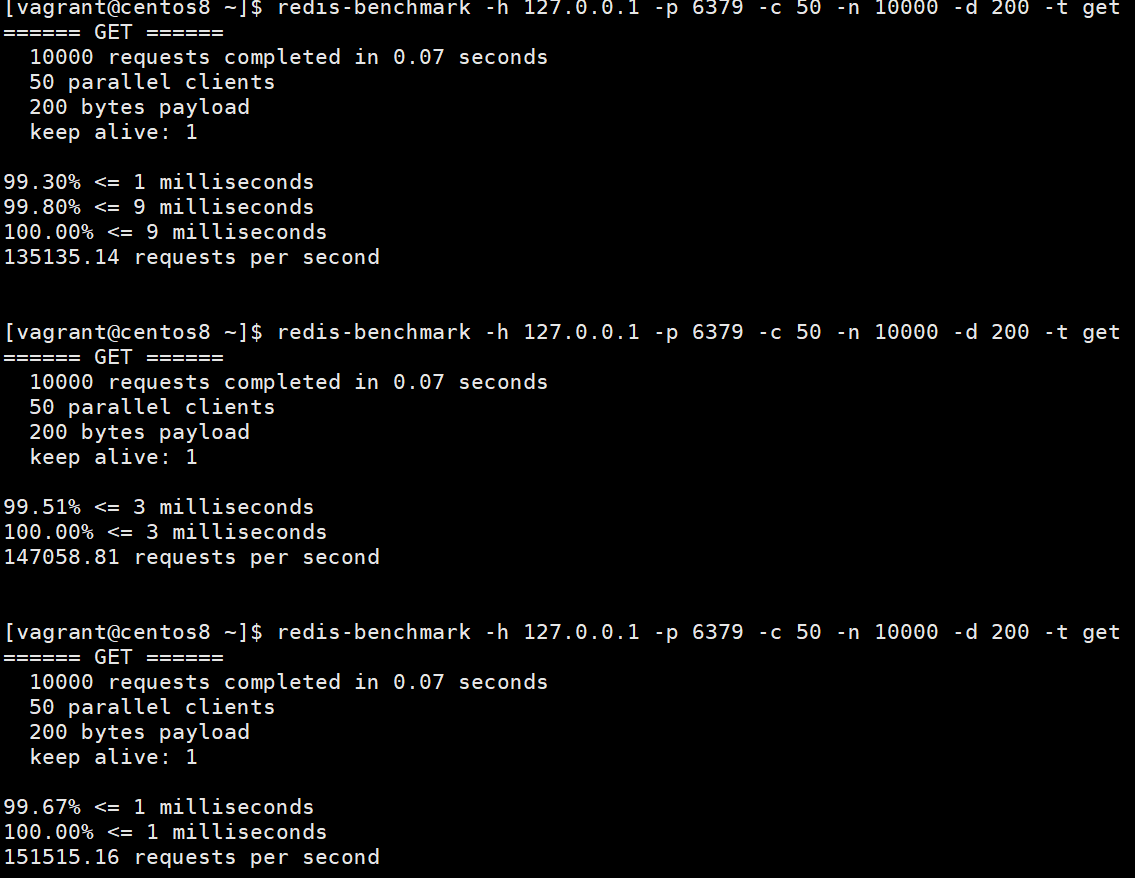 [vagrant@centos8 ~]$ redis-benchmark -h 127.0.0.1 -p 6379 -c 50 -n 10000 -d 200 -t get
====== GET ======
  10000 requests completed in 0.07 seconds
  50 parallel clients
  200 bytes payload
  keep alive: 1

99.30% <= 1 milliseconds
99.80% <= 9 milliseconds
100.00% <= 9 milliseconds
135135.14 requests per second


[vagrant@centos8 ~]$ redis-benchmark -h 127.0.0.1 -p 6379 -c 50 -n 10000 -d 200 -t get
====== GET ======
  10000 requests completed in 0.07 seconds
  50 parallel clients
  200 bytes payload
  keep alive: 1

99.51% <= 3 milliseconds
100.00% <= 3 milliseconds
147058.81 requests per second


[vagrant@centos8 ~]$ redis-benchmark -h 127.0.0.1 -p 6379 -c 50 -n 10000 -d 200 -t get
====== GET ======
  10000 requests completed in 0.07 seconds
  50 parallel clients
  200 bytes payload
  keep alive: 1

99.67% <= 1 milliseconds
100.00% <= 1 milliseconds
151515.16 requests per second